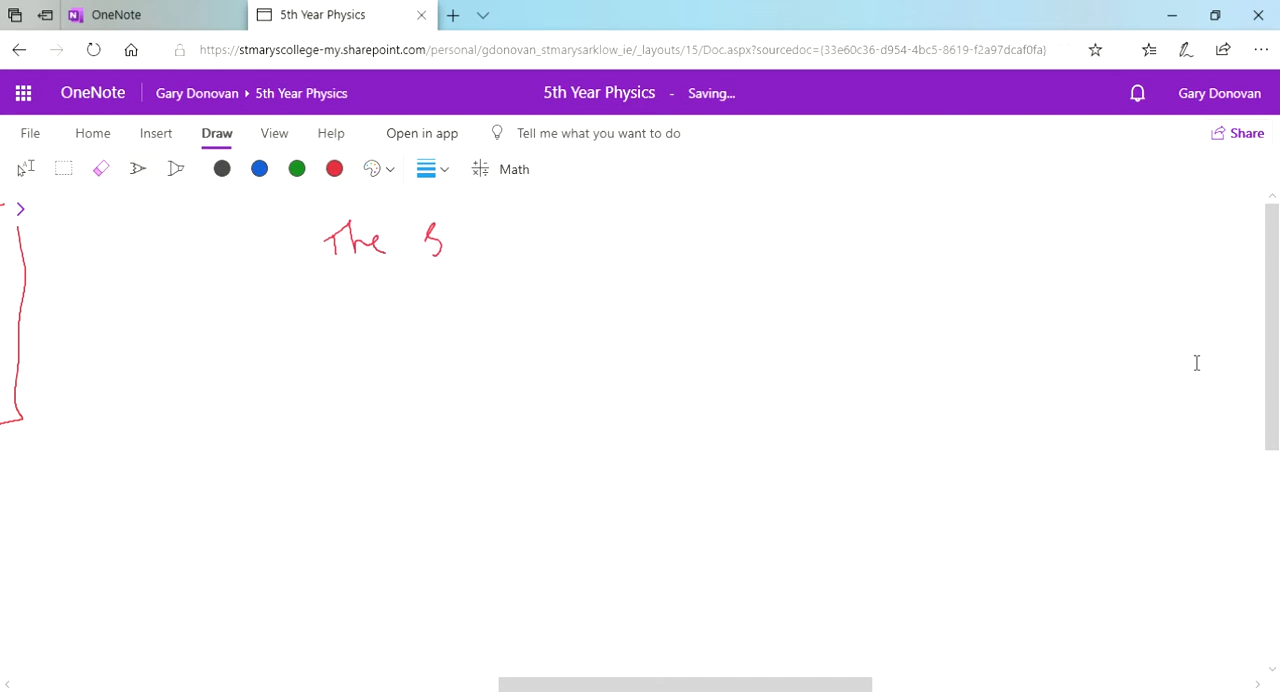 OneNote
5th Year Physics
https://stmaryscollege-my.sharepoint.com/personal/gdonovan_stmarysarklow_ie/_layouts/15/Doc.aspx?sourcedoc={33e60c36-d954-4bc5-8619-f2a97dcaf0fa}
OneNote Gary Donovan 5th Year Physics 5th Year Physics - Saving... Gary Donovan
File Home Insert Draw View Help Open in app Tell me what you want to do Share
Math
The S